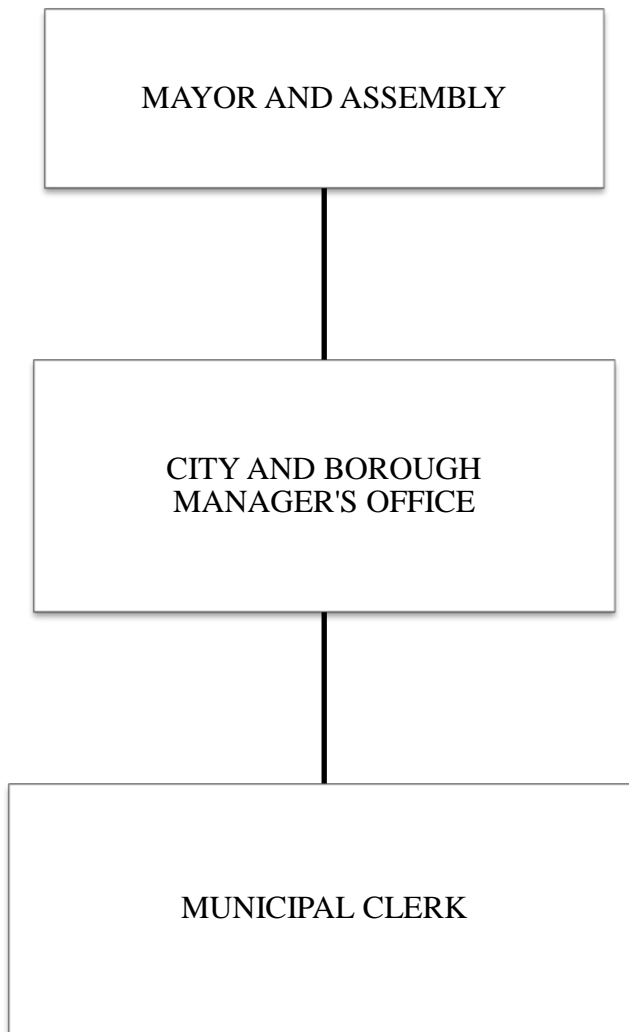 MAYOR AND ASSEMBLY
CITY AND BOROUGH
MANAGER'S OFFICE
MUNICIPAL CLERK